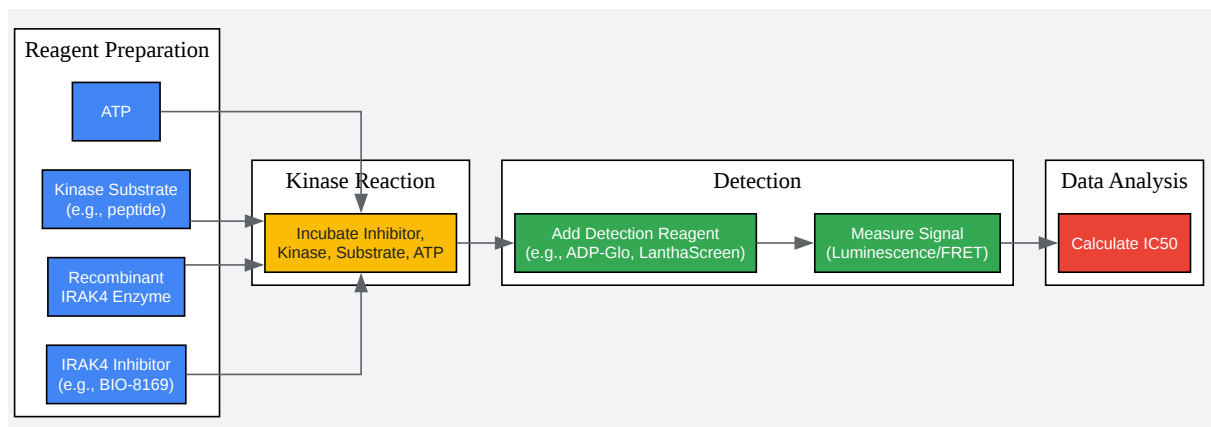 Reagent Preparation
ATP
Kinase Substrate
(e.g., peptide)
Recombinant
IRAK4 Enzyme
IRAK4 Inhibitor
(e.g., BIO-8169)
Kinase Reaction
Incubate Inhibitor,
Kinase, Substrate, ATP
Detection
Add Detection Reagent
(e.g., ADP-Glo, LanthaScreen)
Measure Signal
(Luminescence/FRET)
Data Analysis
Calculate IC50